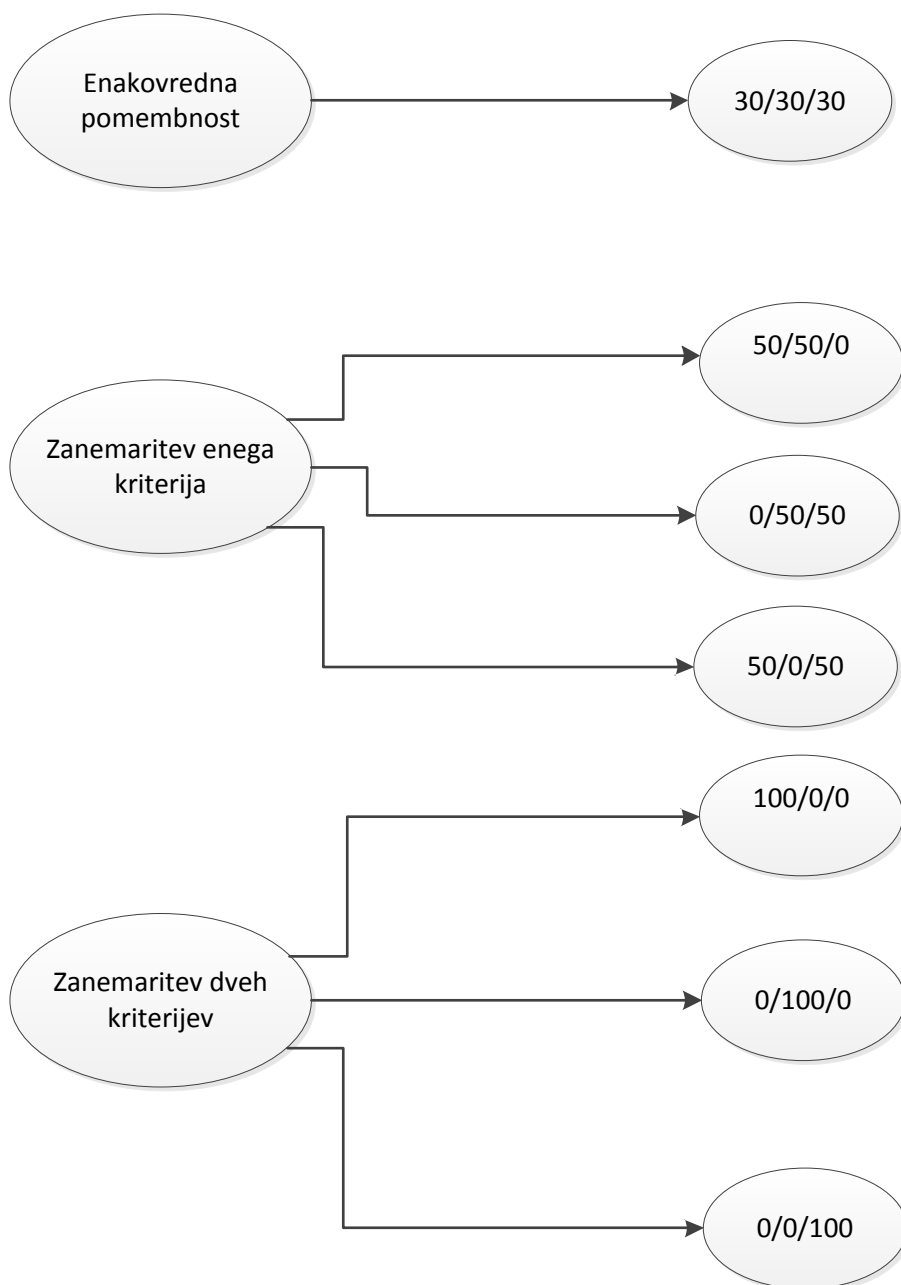 Enakovredna
pomembnost
30/30/30
50/50/0
Zanemaritev enega
kriterija
0/50/50
50/0/50
100/0/0
Zanemaritev dveh
kriterijev
0/100/0
0/0/100